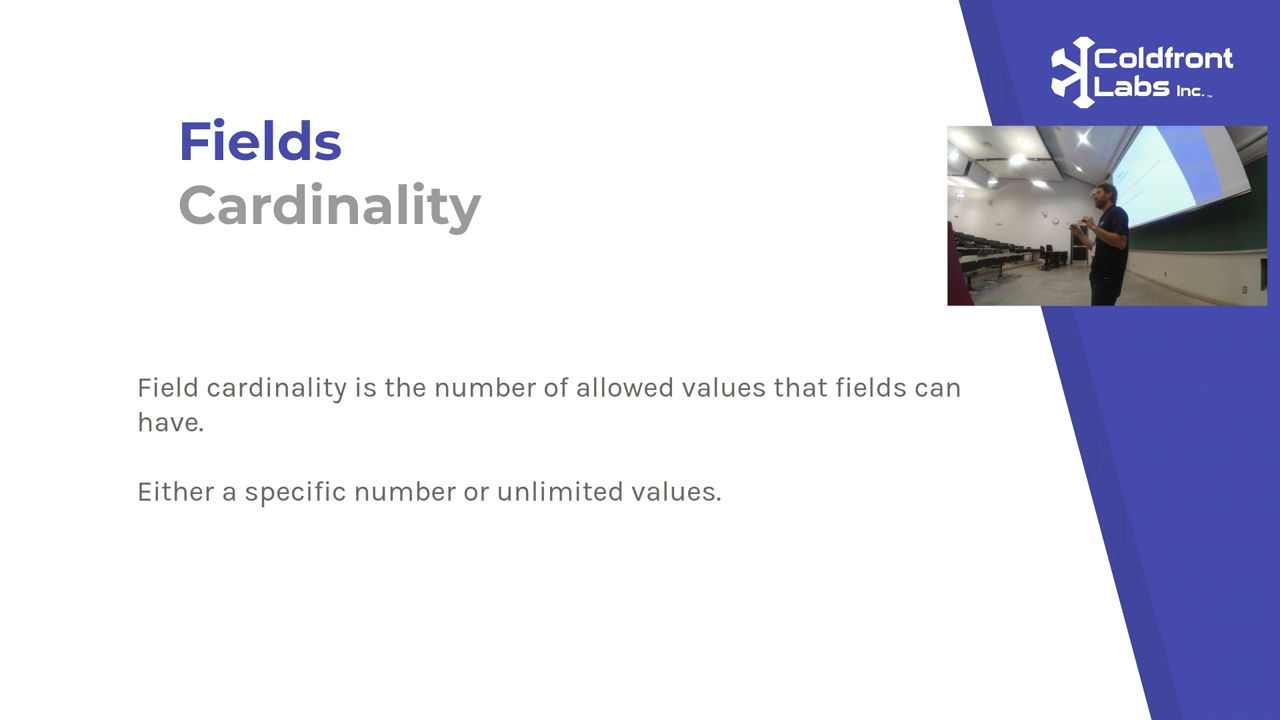 Coldfront
Labs Inc.
Fields
Cardinality
Field cardinality is the number of allowed values that fields can
have.
Either a specific number or unlimited values.